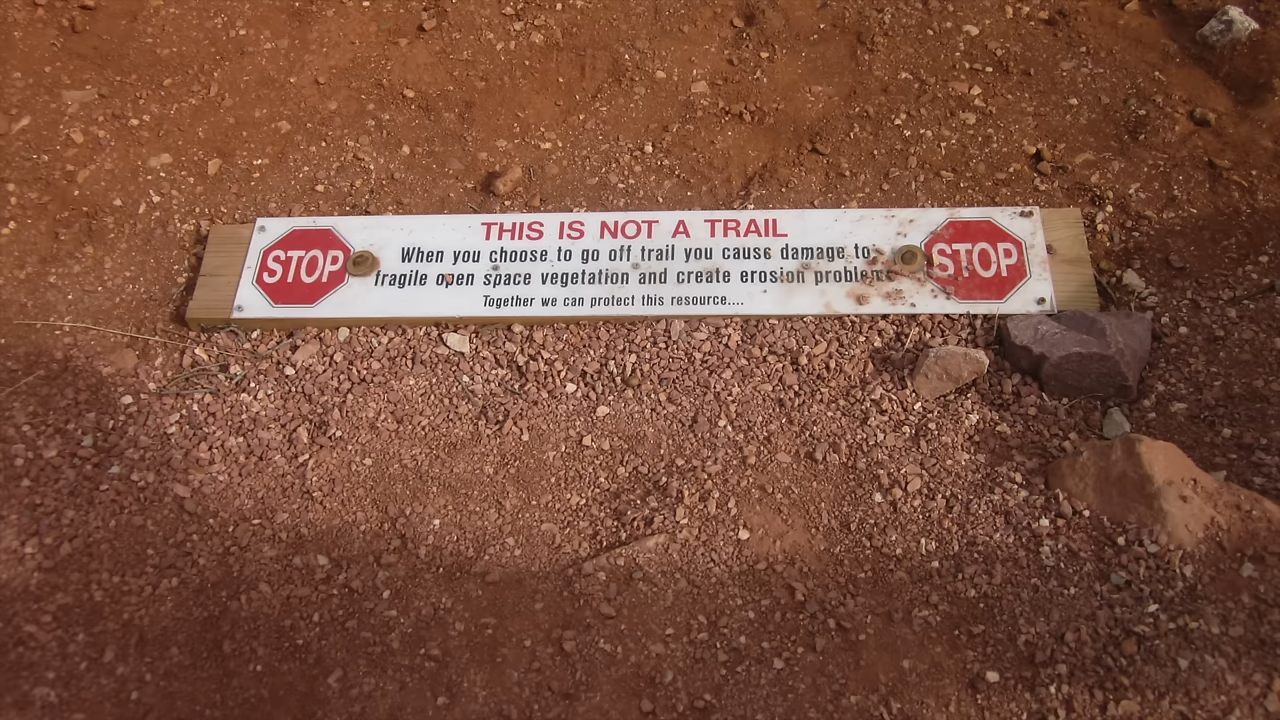 THIS IS NOT A TRAIL
STOP
When you choose to go off trail you cause damage to
fragile open space vegetation and create erosion problems
STOP
Together we can protect this resource....